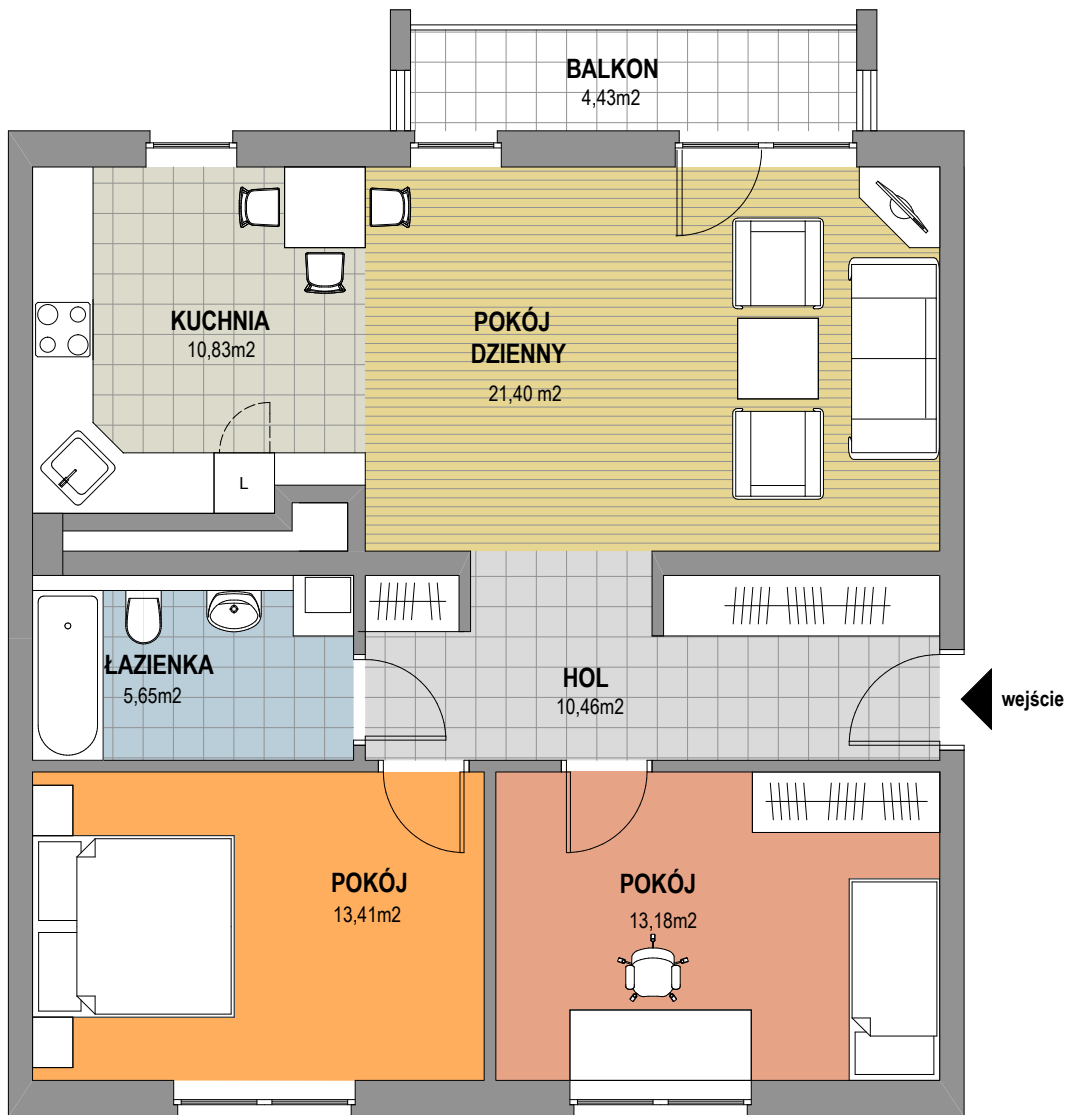 BALKON
4,43m2
KUCHNIA
10,83m2
POKÓJ
DZIENNY
21,40 m2
L
ŁAZIENKA
5,65m2
HOL
10,46m2
wejście
POKÓJ
13,41m2
POKÓJ
13,18m2